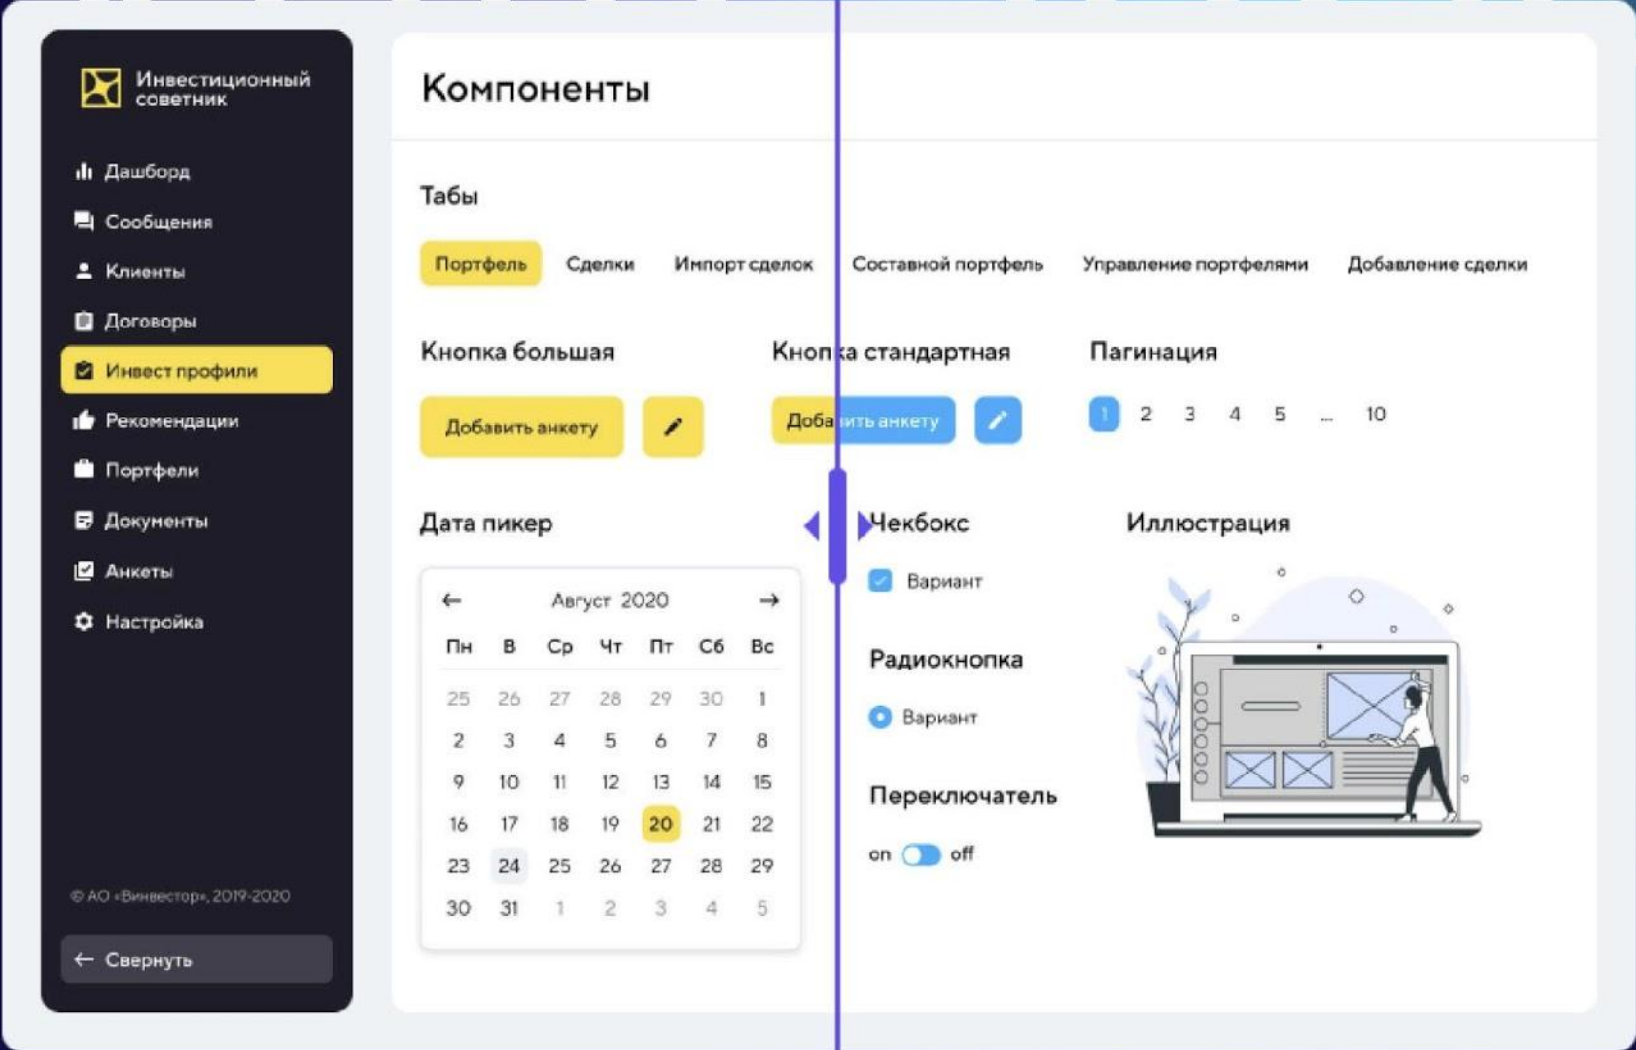 Инвестиционный
советник
Дашборд
Сообщения
Клиенты
Договоры
Инвест профили
Рекомендации
Портфели
Документы
Анкеты
Настройка
© АО «Винвестор», 2019-2020
← Свернуть
Компоненты
Табы
Портфель Сделки Импорт сделок Составной портфель Управление портфелями Добавление сделки
Кнопка большая
Добавить анкету
Кнопка стандартная
Добавить анкету
Пагинация
1 2 3 4 5 ... 10
Дата пикер
← Август 2020 →
Пн В Ср Чт Пт Сб Вс
25 26 27 28 29 30 1
2 3 4 5 6 7 8
9 10 11 12 13 14 15
16 17 18 19 20 21 22
23 24 25 26 27 28 29
30 31 1 2 3 4 5
Чекбокс
Вариант
Радиокнопка
Вариант
Переключатель
on off
Иллюстрация